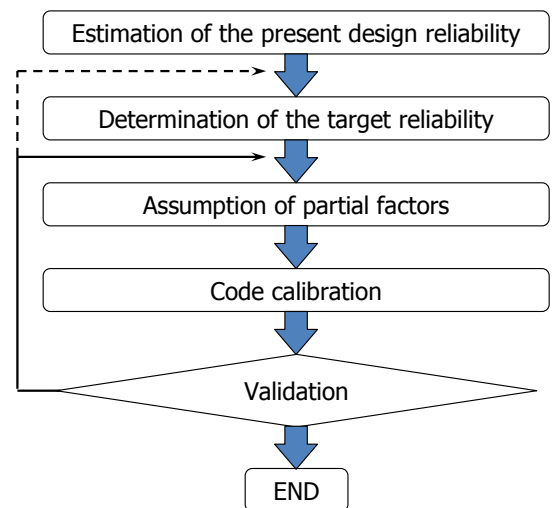 Estimation of the present design reliability
Determination of the target reliability
Assumption of partial factors
Code calibration
Validation
END